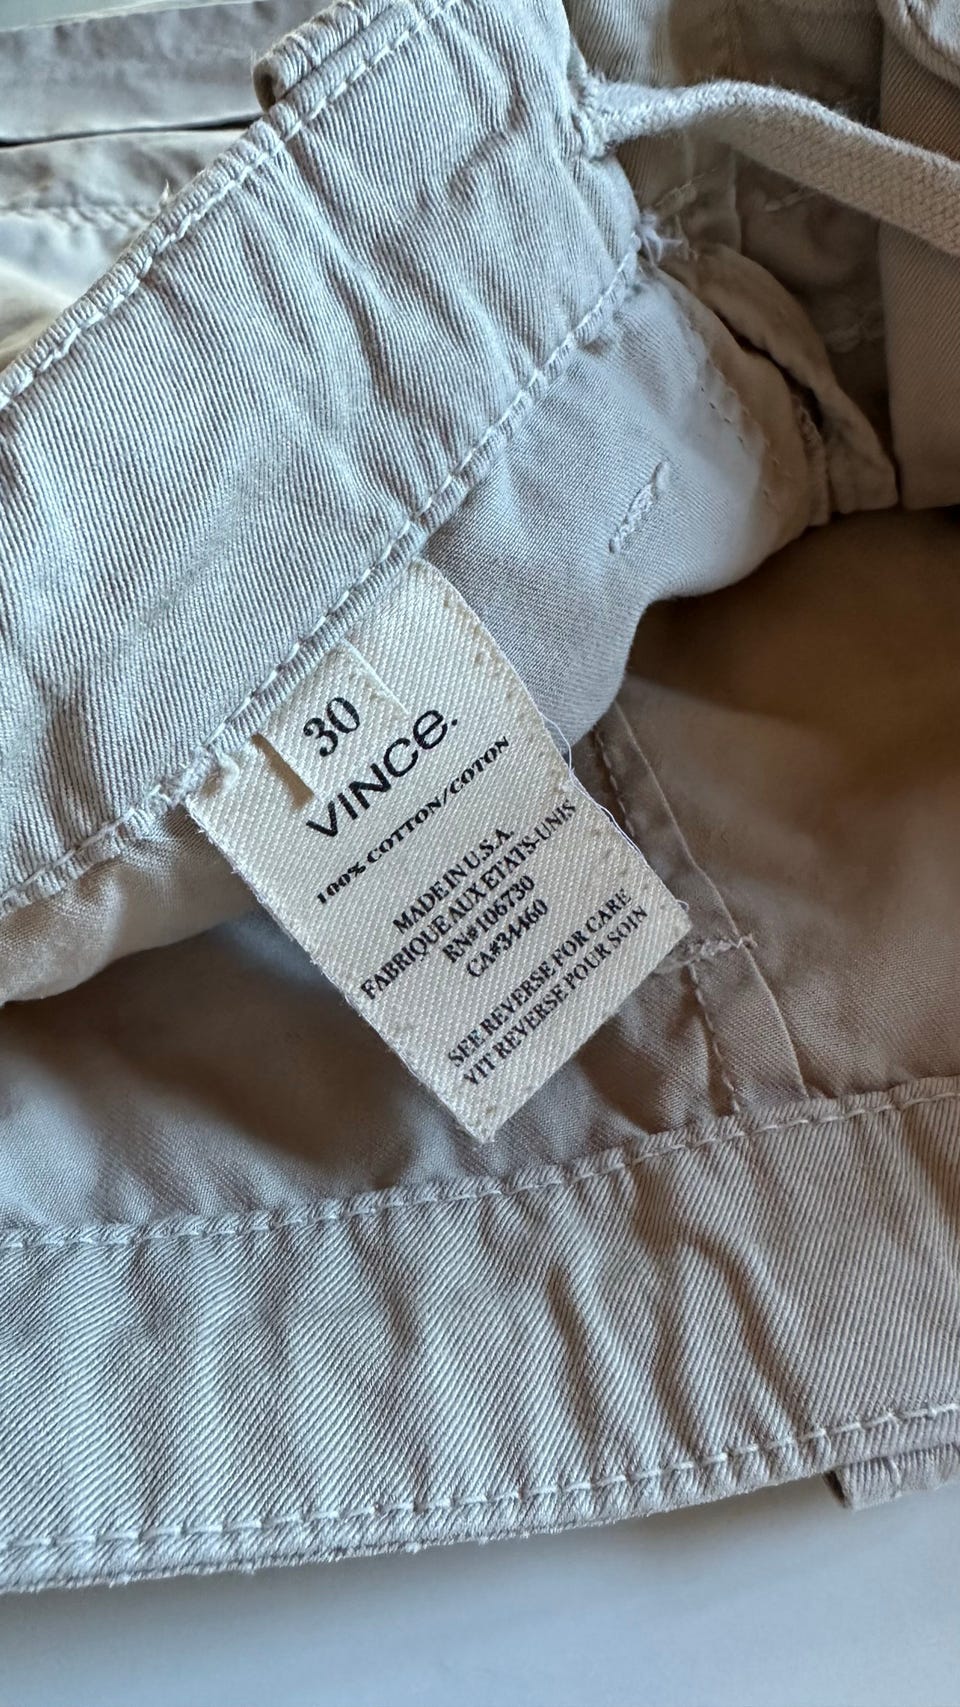 30
VINCE.
100% COTTON/COTON
MADE IN U.S.A.
FABRIQUE AUX ETATS-UNIS
RN#106730
CA#34460
SEE REVERSE FOR CARE
VIT REVERSE POUR SOIN